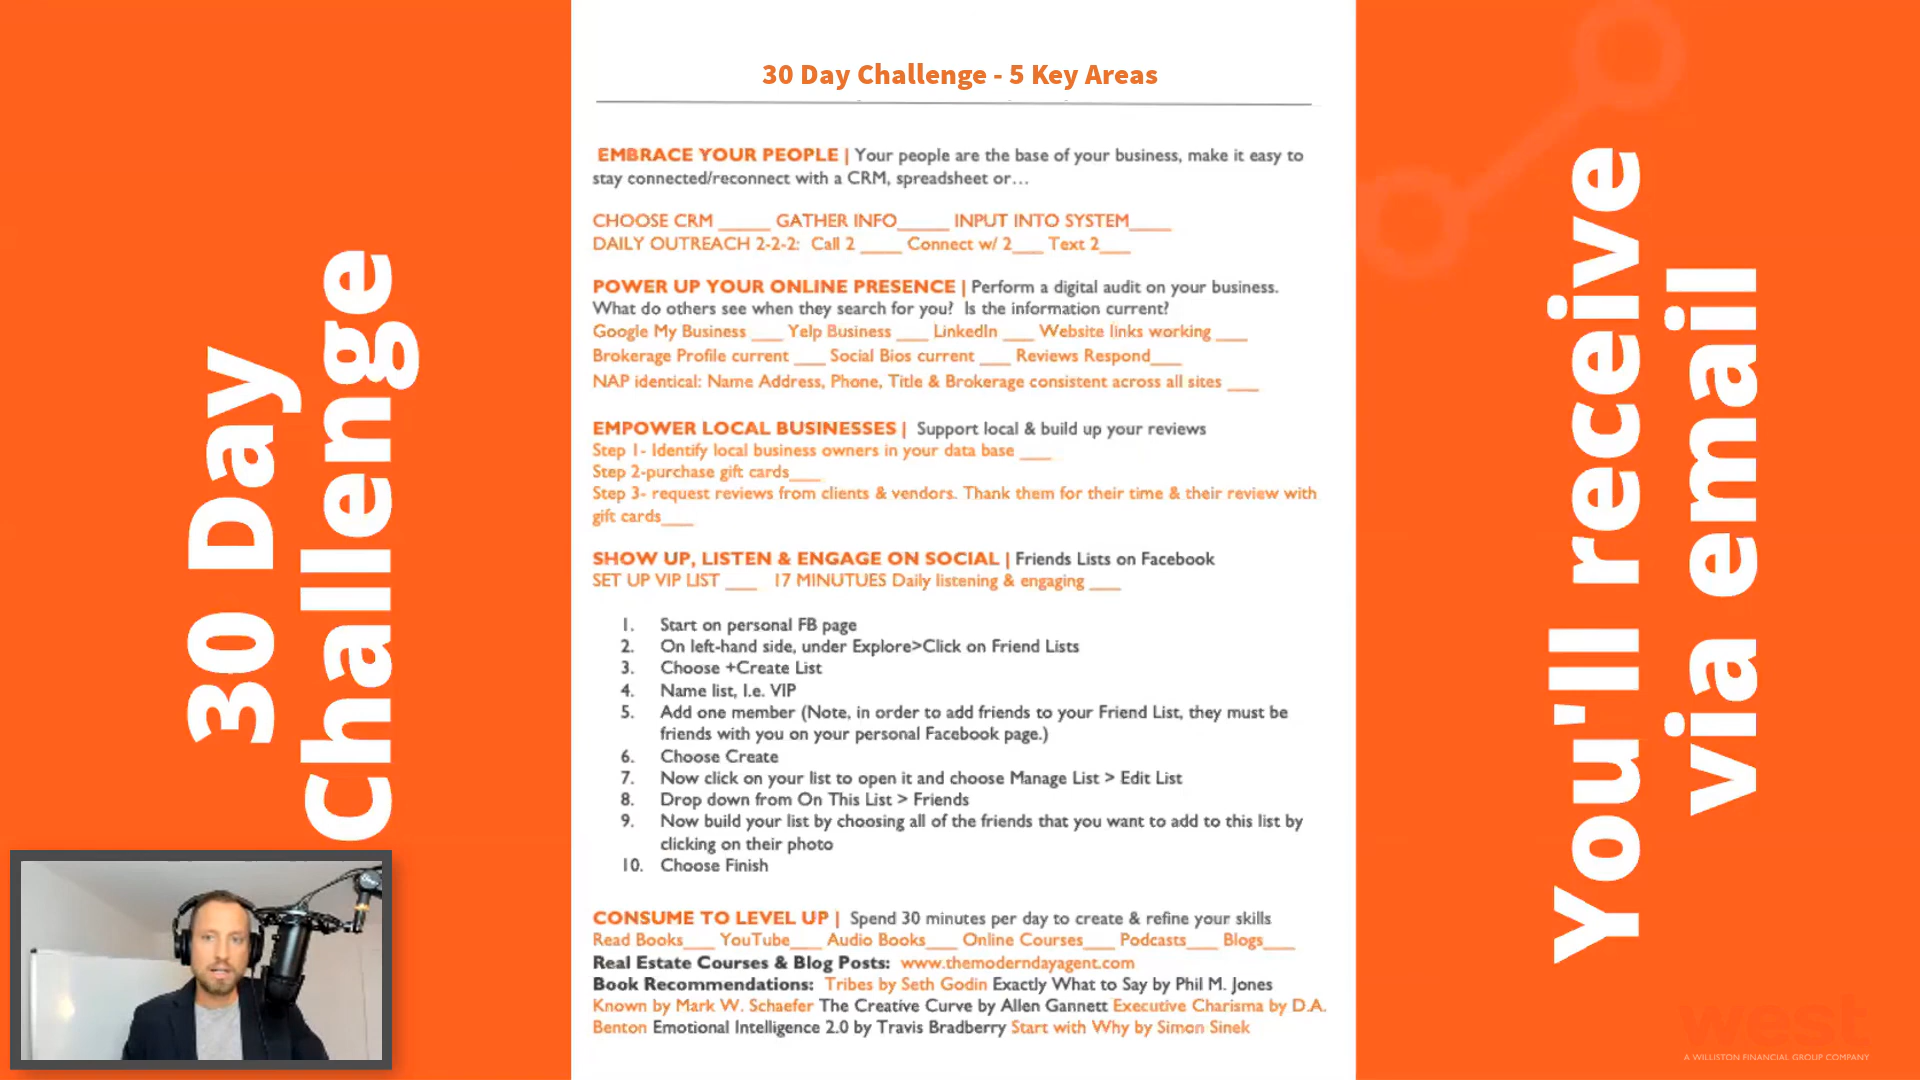 30 Day
Challenge
30 Day Challenge - 5 Key Areas
EMBRACE YOUR PEOPLE | Your people are the base of your business, make it easy to
stay connected/reconnect with a CRM, spreadsheet or…
CHOOSE CRM _____ GATHER INFO_____ INPUT INTO SYSTEM____
DAILY OUTREACH 2-2-2: Call 2 ____ Connect w/ 2___ Text 2___
POWER UP YOUR ONLINE PRESENCE | Perform a digital audit on your business.
What do others see when they search for you? Is the information current?
Google My Business ___ Yelp Business ___ LinkedIn ___ Website links working ___
Brokerage Profile current ___ Social Bios current ___ Reviews Respond___
NAP identical: Name Address, Phone, Title & Brokerage consistent across all sites ___
EMPOWER LOCAL BUSINESSES | Support local & build up your reviews
Step 1- Identify local business owners in your data base ___
Step 2-purchase gift cards___
Step 3- request reviews from clients & vendors. Thank them for their time & their review with
gift cards___
SHOW UP, LISTEN & ENGAGE ON SOCIAL | Friends Lists on Facebook
SET UP VIP LIST ___ 17 MINUTUES Daily listening & engaging ___
1. Start on personal FB page
2. On left-hand side, under Explore>Click on Friend Lists
3. Choose +Create List
4. Name list, I.e. VIP
5. Add one member (Note, in order to add friends to your Friend List, they must be
friends with you on your personal Facebook page.)
6. Choose Create
7. Now click on your list to open it and choose Manage List > Edit List
8. Drop down from On This List > Friends
9. Now build your list by choosing all of the friends that you want to add to this list by
clicking on their photo
10. Choose Finish
CONSUME TO LEVEL UP | Spend 30 minutes per day to create & refine your skills
Read Books___ YouTube___ Audio Books___ Online Courses___ Podcasts___ Blogs___
Real Estate Courses & Blog Posts: www.themoderndayagent.com
Book Recommendations: Tribes by Seth Godin Exactly What to Say by Phil M. Jones
Known by Mark W. Schaefer The Creative Curve by Allen Gannett Executive Charisma by D.A.
Benton Emotional Intelligence 2.0 by Travis Bradberry Start with Why by Simon Sinek
You'll receive
via email
west
A WILLISTON FINANCIAL GROUP COMPANY